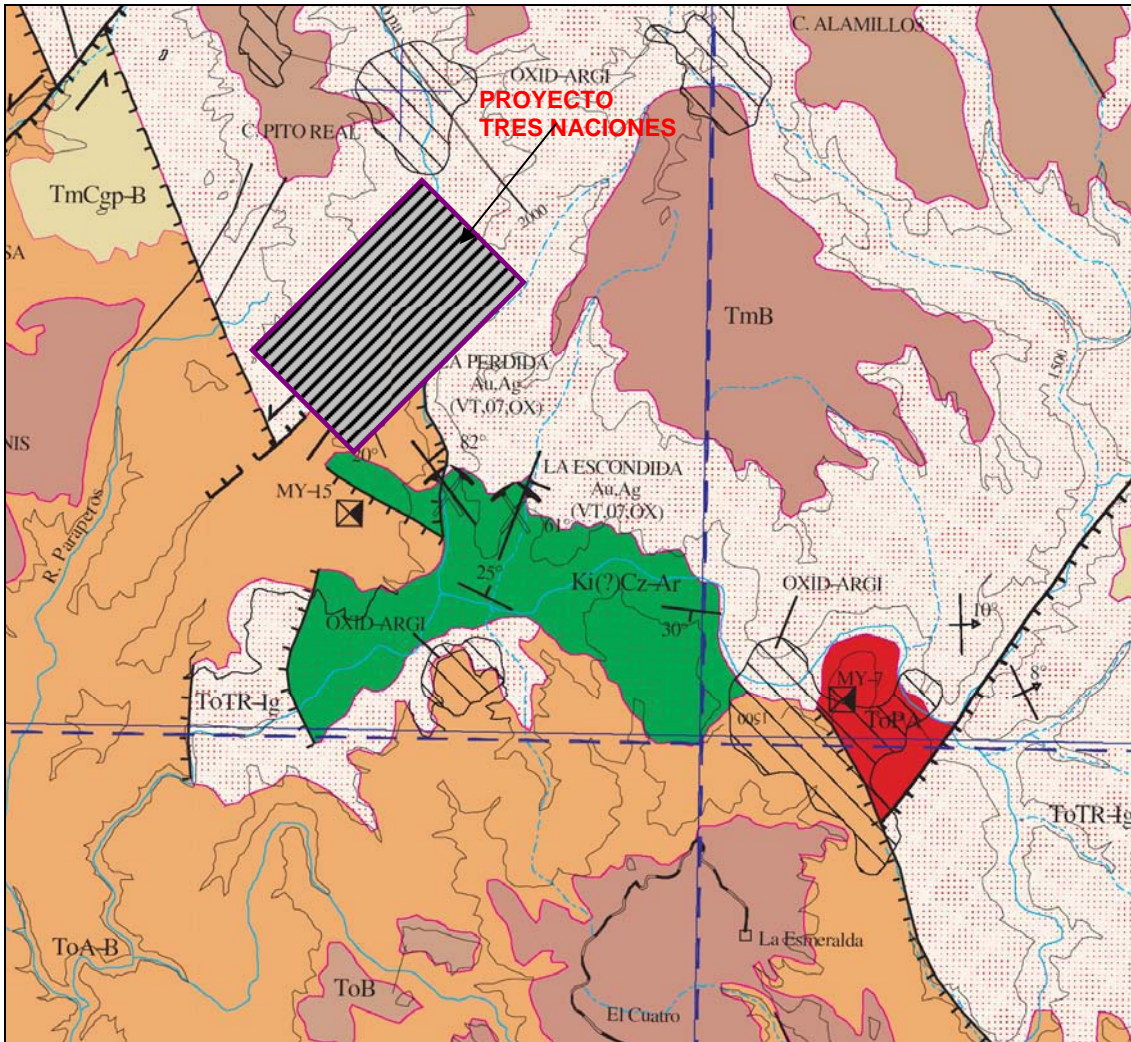 C. ALAMILLOS
OXID-ARGI
PROYECTO
TRES NACIONES
C. PITO REAL
TmCgp-B
2000
SA
TmB
1500
A PERDIDA
Au,Ag
(VT,07,OX)
NIS
82°
20°
LA ESCONDIDA
Au,Ag
(VT,07,OX)
MY-15
61°
R. Paraperos
25°
Ki(?)Cz-Ar
OXID-ARGI
30°
10°
OXID-ARGI
MY-7
8°
ToTR-Ig
1500
ToPA
ToTR-Ig
ToA-B
La Esmeralda
ToB
El Cuatro